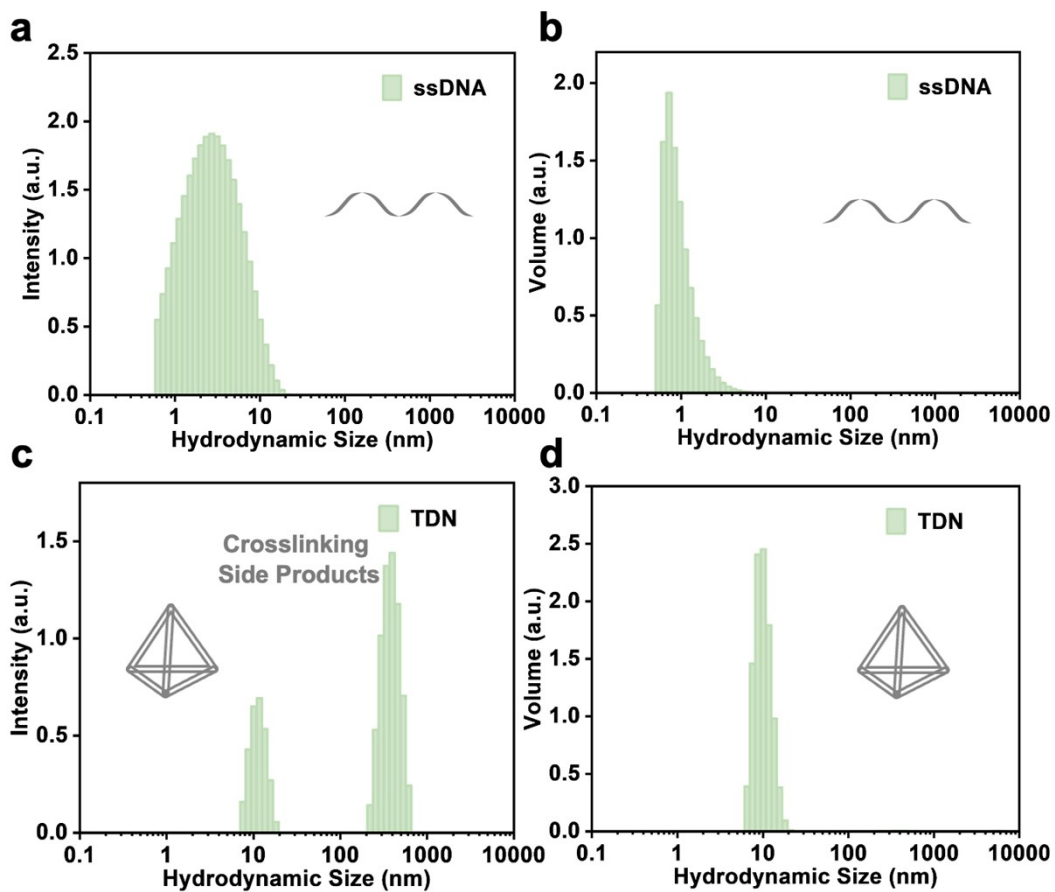 a
2.5
2.0
1.5
1.0
0.5
0.0
Intensity (a.u.)
ssDNA
0.1 1 10 100 1000 10000
Hydrodynamic Size (nm)
b
2.0
1.5
1.0
0.5
0.0
Volume (a.u.)
ssDNA
0.1 1 10 100 1000 10000
Hydrodynamic Size (nm)
c
1.5
1.0
0.5
0.0
Intensity (a.u.)
TDN
Crosslinking
Side Products
0.1 1 10 100 1000 10000
Hydrodynamic Size (nm)
d
3.0
2.5
2.0
1.5
1.0
0.5
0.0
Volume (a.u.)
TDN
0.1 1 10 100 1000 10000
Hydrodynamic Size (nm)